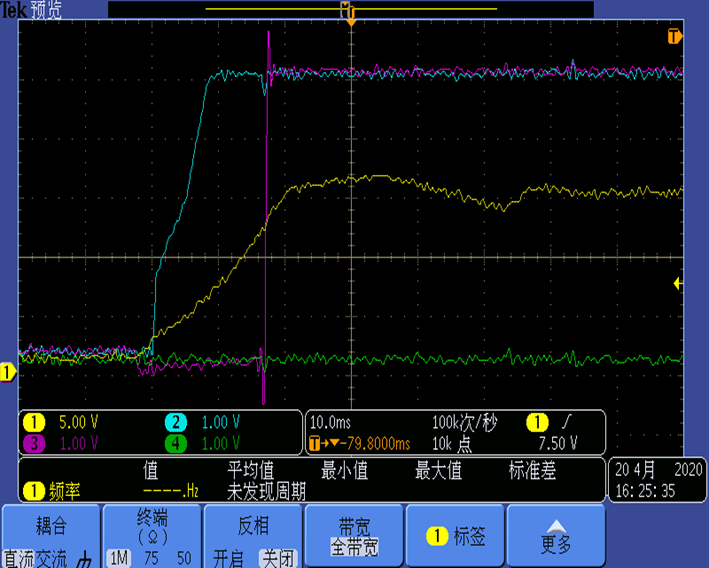 Tek 预览
T
T
1
1 5.00 V 2 1.00 V
3 1.00 V 4 1.00 V
10.0ms 100k次/秒 1
T→▼-79.8000ms 10k 点 7.50 V
值 平均值 最小值 最大值 标准差
1 频率 ----.Hz 未发现周期
20 4月 2020
16:25:35
耦合
直流 交流
终端
(Ω)
1M 75 50
反相
开启 关闭
带宽
全带宽
1 标签
更多